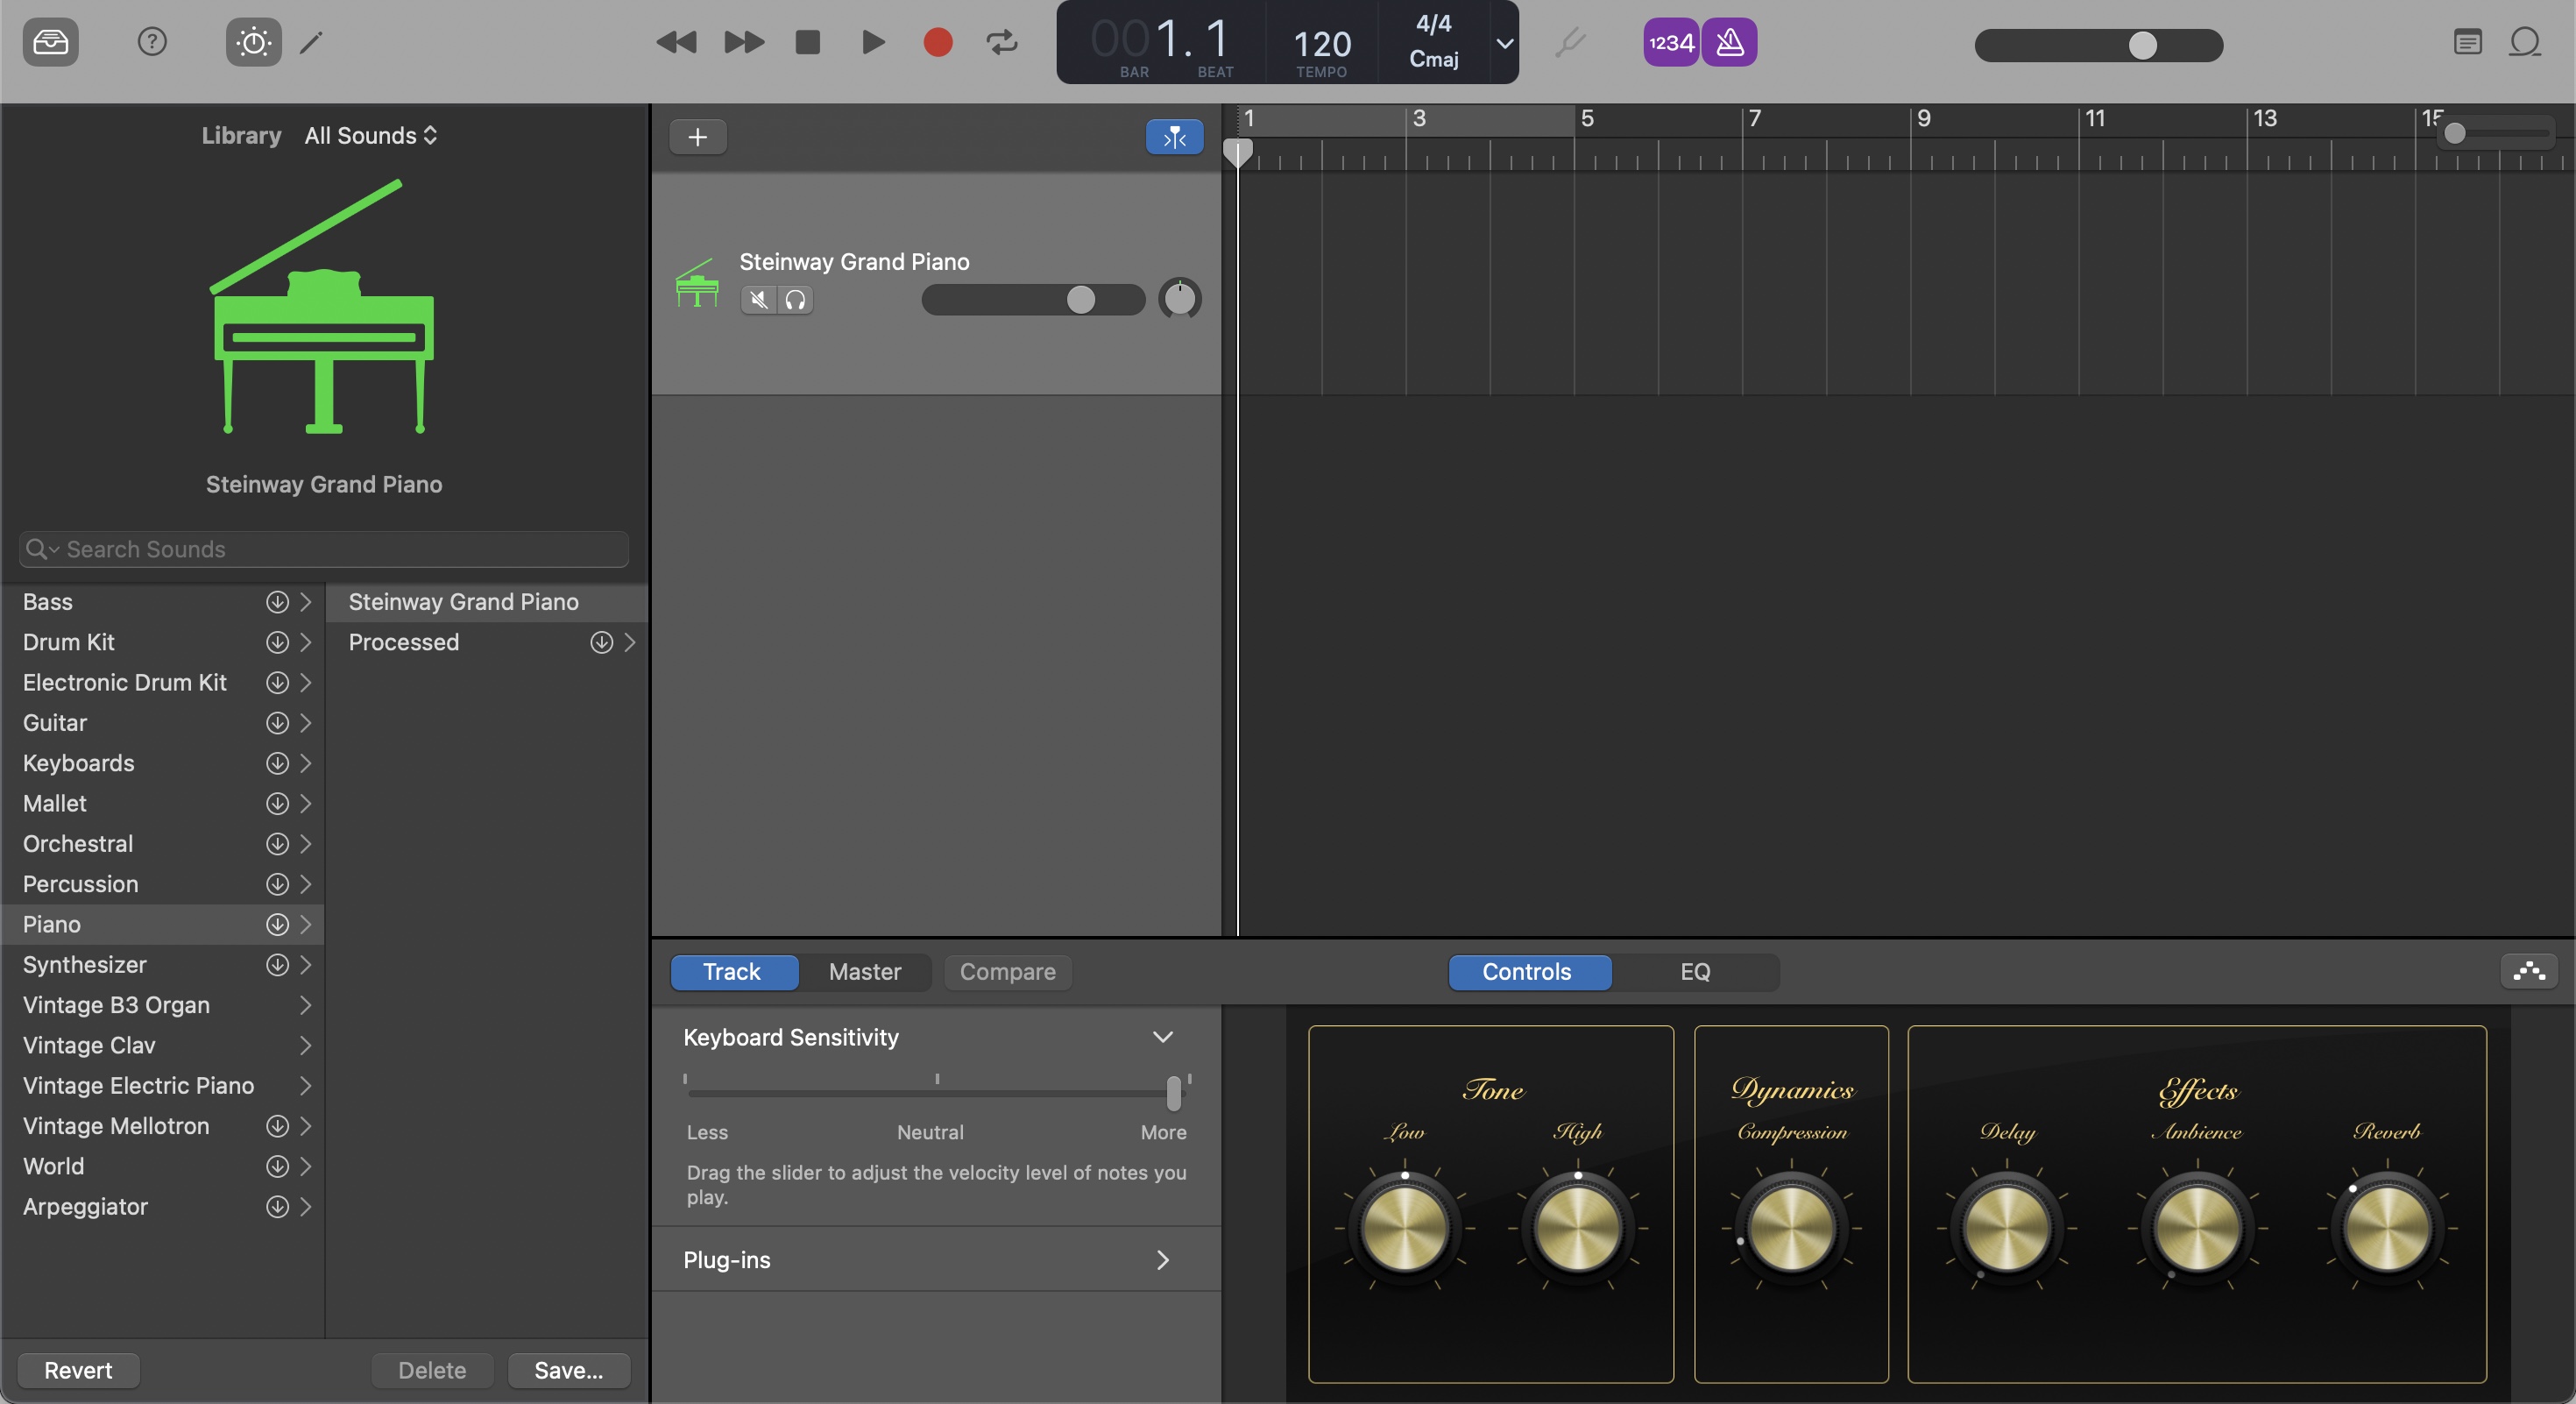 001. 1
BAR BEAT
120
TEMPO
4/4
Cmaj
1234
Library All Sounds
Steinway Grand Piano
Search Sounds
Bass
Drum Kit
Electronic Drum Kit
Guitar
Keyboards
Mallet
Orchestral
Percussion
Piano
Synthesizer
Vintage B3 Organ
Vintage Clav
Vintage Electric Piano
Vintage Mellotron
World
Arpeggiator
Steinway Grand Piano
Processed
Revert Delete Save...
Steinway Grand Piano
1 3 5 7 9 11 13 15
Track Master Compare
Controls EQ
Keyboard Sensitivity
Less Neutral More
Drag the slider to adjust the velocity level of notes you
play.
Plug-ins
Tone
Low High
Dynamics
Compression
Effects
Delay Ambience Reverb